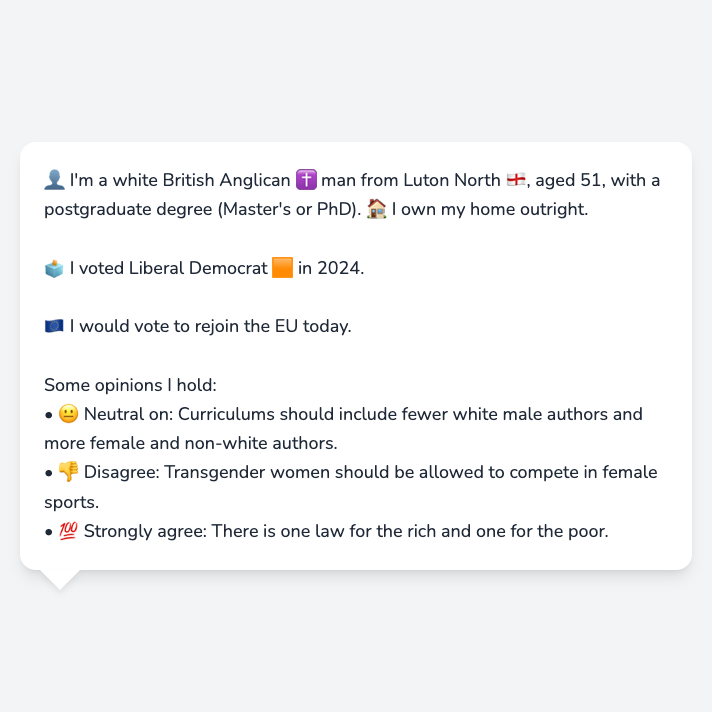 👤 I'm a white British Anglican ✝️ man from Luton North 🏴󠁧󠁢󠁥󠁮󠁧󠁿, aged 51, with a
postgraduate degree (Master's or PhD). 🏠 I own my home outright.
🗳️ I voted Liberal Democrat 🟧 in 2024.
🇪🇺 I would vote to rejoin the EU today.
Some opinions I hold:
• 😐 Neutral on: Curriculums should include fewer white male authors and
more female and non-white authors.
• 👎 Disagree: Transgender women should be allowed to compete in female
sports.
• 💯 Strongly agree: There is one law for the rich and one for the poor.